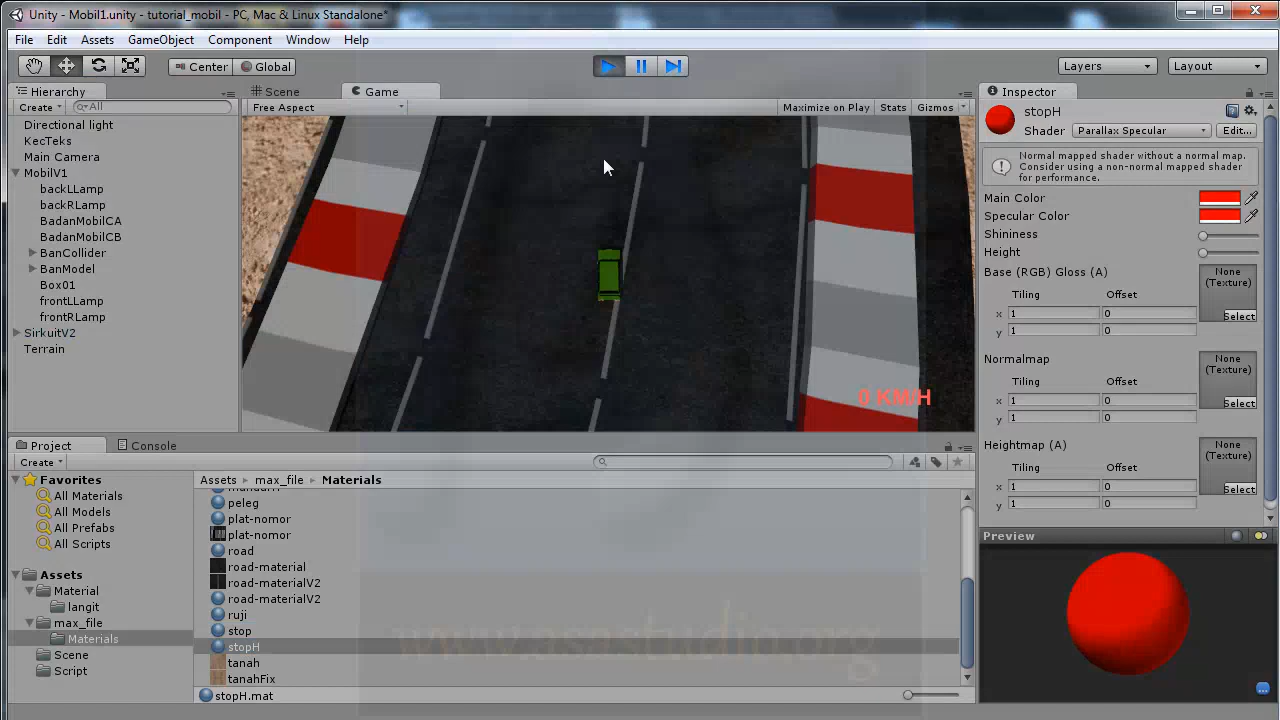 Unity - Mobil1.unity - tutorial_mobil - PC, Mac & Linux Standalone*
File Edit Assets GameObject Component Window Help
Center Global Layers Layout
Hierarchy
Create All
Directional light
KecTeks
Main Camera
MobilV1
backLLamp
backRLamp
BadanMobilCA
BadanMobilCB
BanCollider
BanModel
Box01
frontLLamp
frontRLamp
SirkuitV2
Terrain
Scene Game
Free Aspect Maximize on Play Stats Gizmos
0 KM/H
Inspector
stopH
Shader Parallax Specular Edit...
Normal mapped shader without a normal map.
Consider using a non-normal mapped shader
for performance.
Main Color
Specular Color
Shininess
Height
Base (RGB) Gloss (A)
None
(Texture)
Tiling Offset
x 1 0
y 1 0
Select
Normalmap
None
(Texture)
Tiling Offset
x 1 0
y 1 0
Select
Heightmap (A)
None
(Texture)
Tiling Offset
x 1 0
y 1 0
Select
Preview
Project Console
Create
Favorites
All Materials
All Models
All Prefabs
All Scripts
Assets
Material
langit
max_file
Materials
Scene
Script
Assets max_file Materials
peleg
plat-nomor
plat-nomor
road
road-material
road-materialV2
road-materialV2
ruji
stop
stopH
tanah
tanahFix
stopH.mat
www.asastudio.org